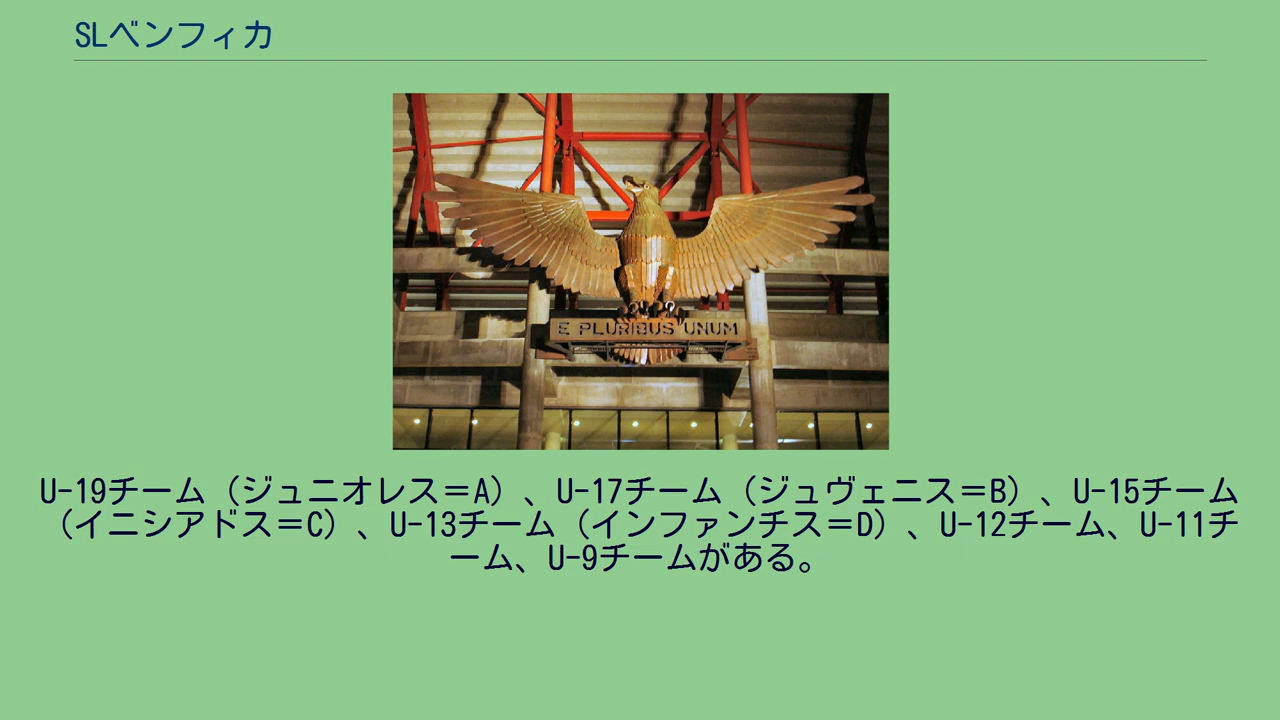 SLベンフィカ
E PLURIBUS UNUM
U-19チーム（ジュニオレス＝A）、U-17チーム（ジュヴェニス＝B）、U-15チーム
（イニシアドス＝C）、U-13チーム（インファンチス＝D）、U-12チーム、U-11チ
ーム、U-9チームがある。